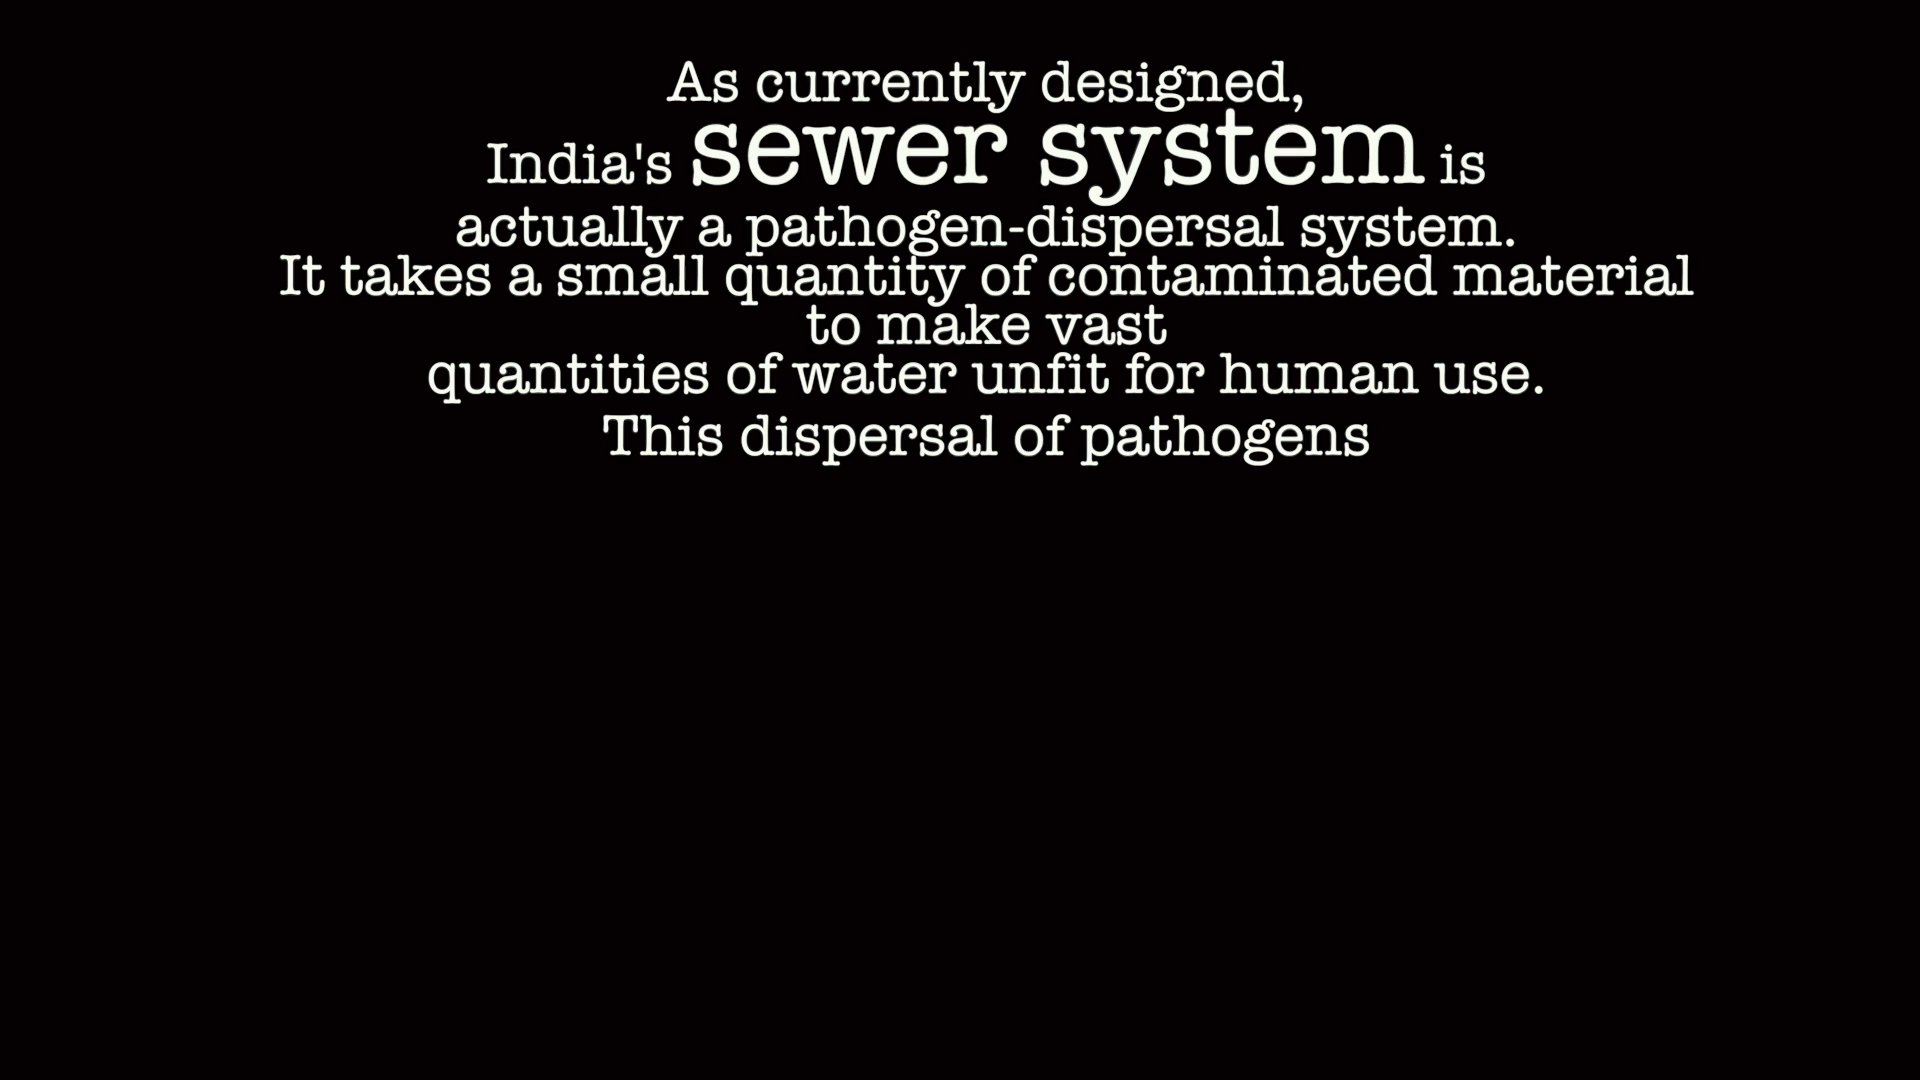 As currently designed,
India's sewer system is
actually a pathogen-dispersal system.
It takes a small quantity of contaminated material
to make vast
quantities of water unfit for human use.
This dispersal of pathogens